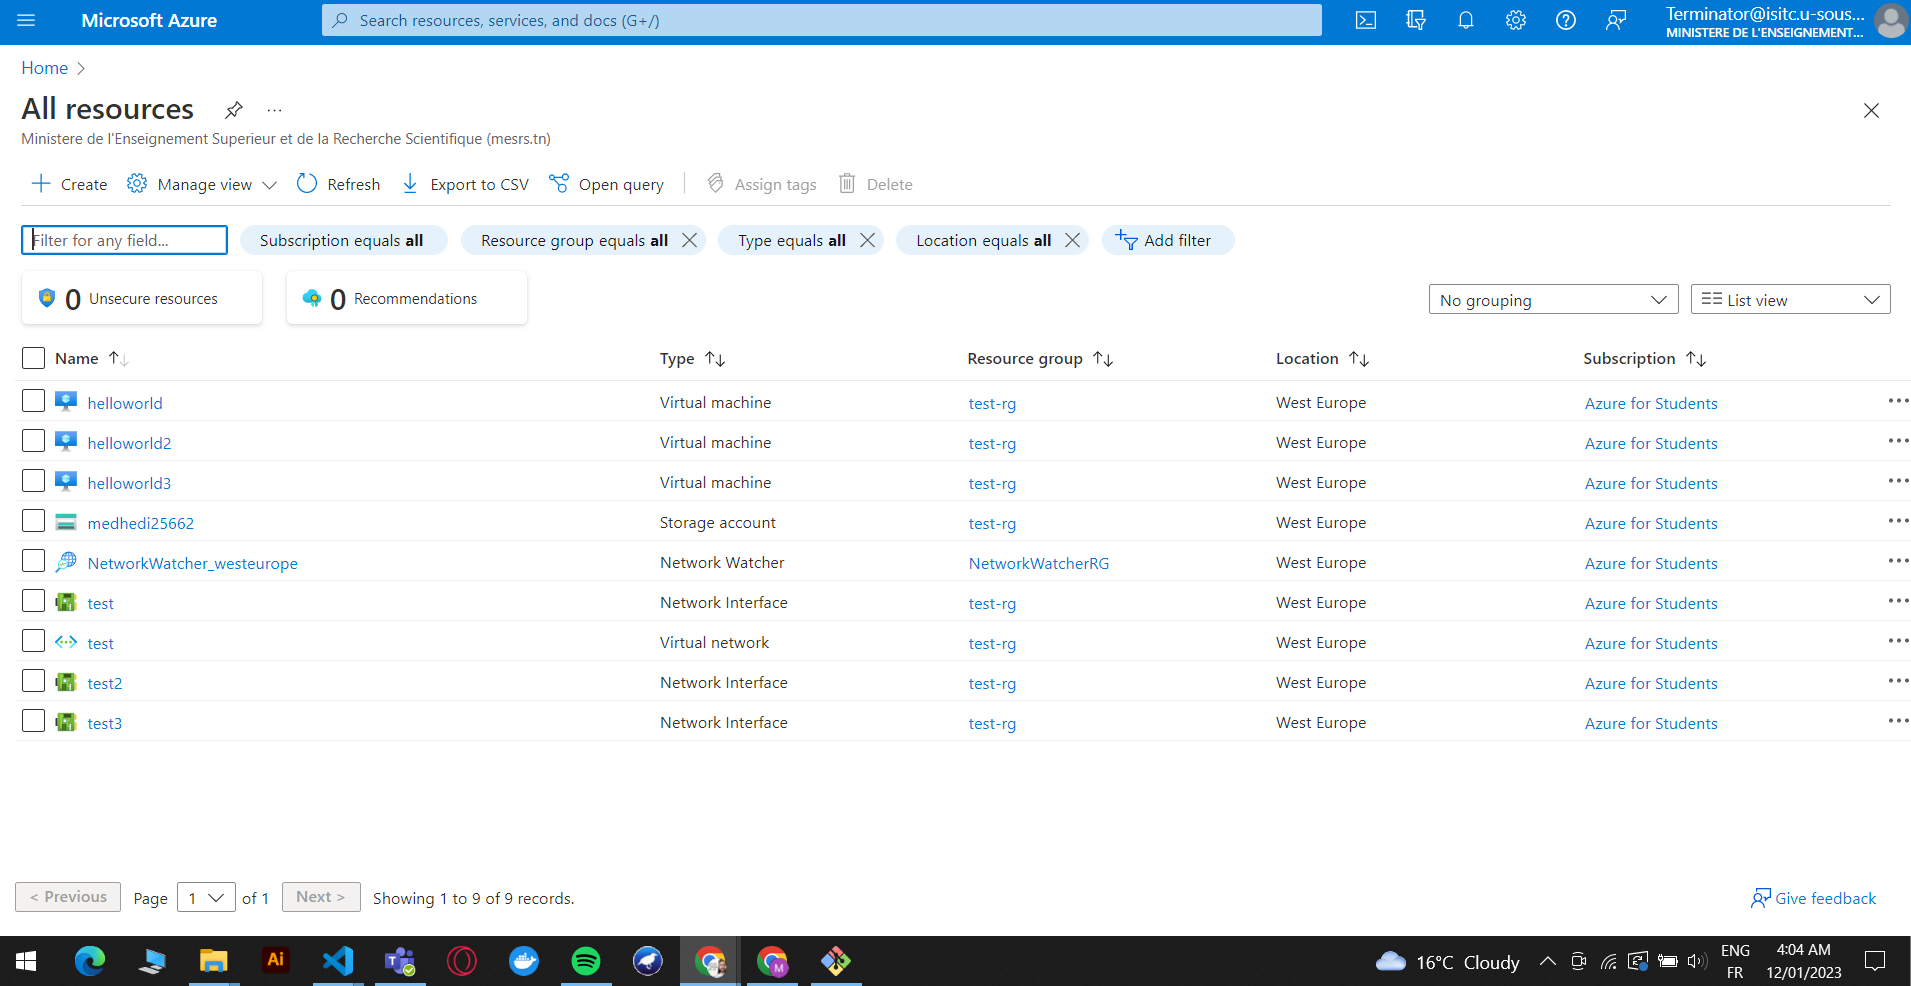 Microsoft Azure
Search resources, services, and docs (G+/)
Terminator@isitc.u-sous...
MINISTERE DE L'ENSEIGNEMENT...
Home
All resources
Ministere de l'Enseignement Superieur et de la Recherche Scientifique (mesrs.tn)
Create Manage view Refresh Export to CSV Open query Assign tags Delete
Filter for any field... Subscription equals all Resource group equals all Type equals all Location equals all Add filter
0 Unsecure resources 0 Recommendations No grouping List view
Name Type Resource group Location Subscription
helloworld Virtual machine test-rg West Europe Azure for Students
helloworld2 Virtual machine test-rg West Europe Azure for Students
helloworld3 Virtual machine test-rg West Europe Azure for Students
medhedi25662 Storage account test-rg West Europe Azure for Students
NetworkWatcher_westeurope Network Watcher NetworkWatcherRG West Europe Azure for Students
test Network Interface test-rg West Europe Azure for Students
test Virtual network test-rg West Europe Azure for Students
test2 Network Interface test-rg West Europe Azure for Students
test3 Network Interface test-rg West Europe Azure for Students
< Previous Page 1 of 1 Next > Showing 1 to 9 of 9 records. Give feedback
Ai M 16°C Cloudy
ENG 4:04 AM
FR 12/01/2023